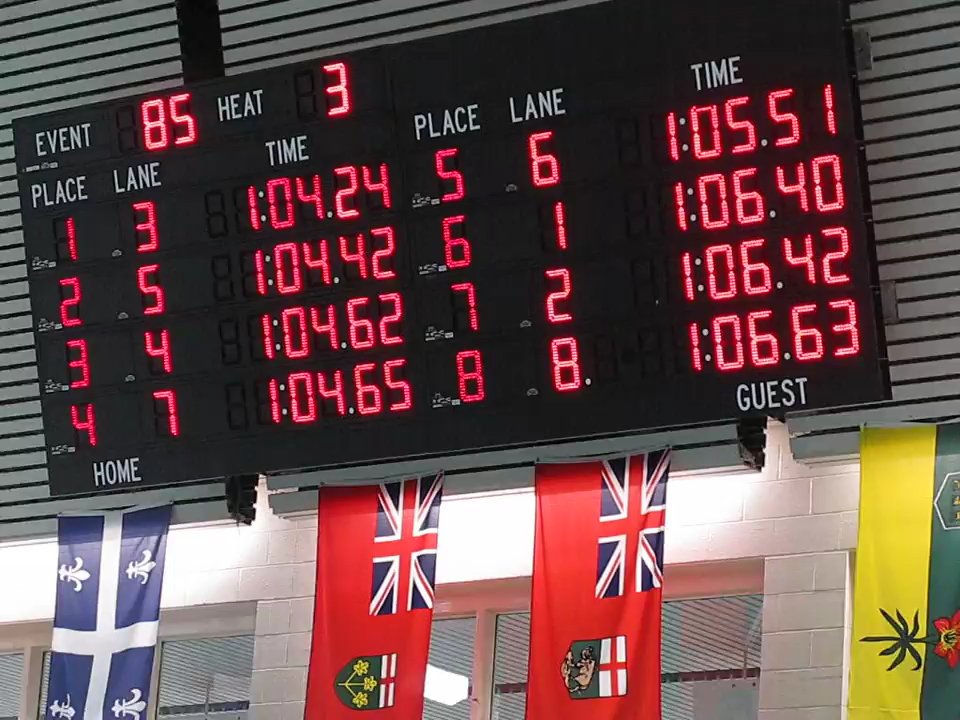 EVENT 85 HEAT 3
PLACE LANE TIME
1 3 1:04.24
2 5 1:04.42
3 4 1:04.62
4 7 1:04.65
HOME
PLACE LANE TIME
5 6 1:05.51
6 1 1:06.40
7 2 1:06.42
8 8. 1:06.63
GUEST